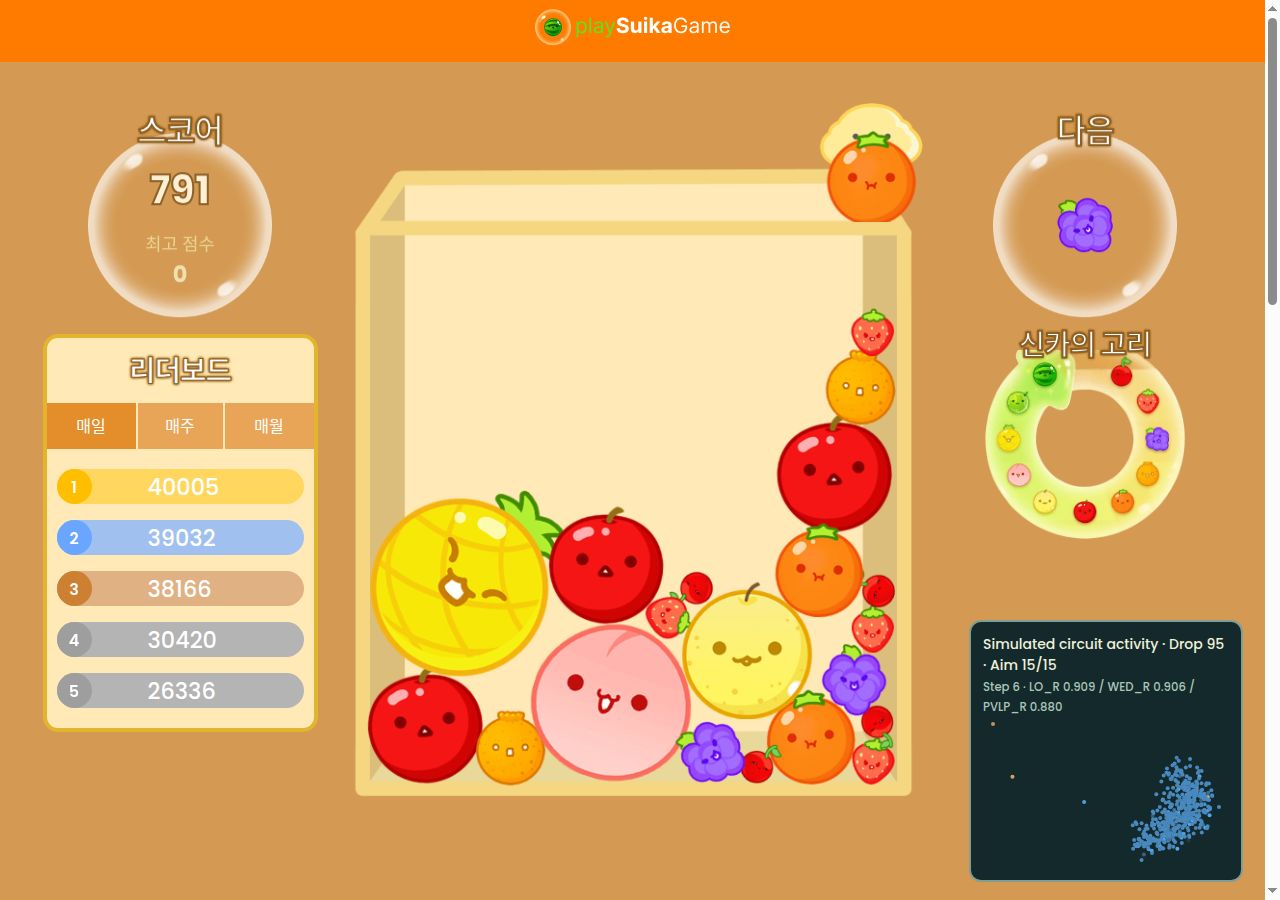 playSuikaGame
스코어
791
최고 점수
0
리더보드
매일 매주 매월
1 40005
2 39032
3 38166
4 30420
5 26336
다음
신카의 고리
Simulated circuit activity · Drop 95
· Aim 15/15
Step 6 · LO_R 0.909 / WED_R 0.906 /
PVLP_R 0.880